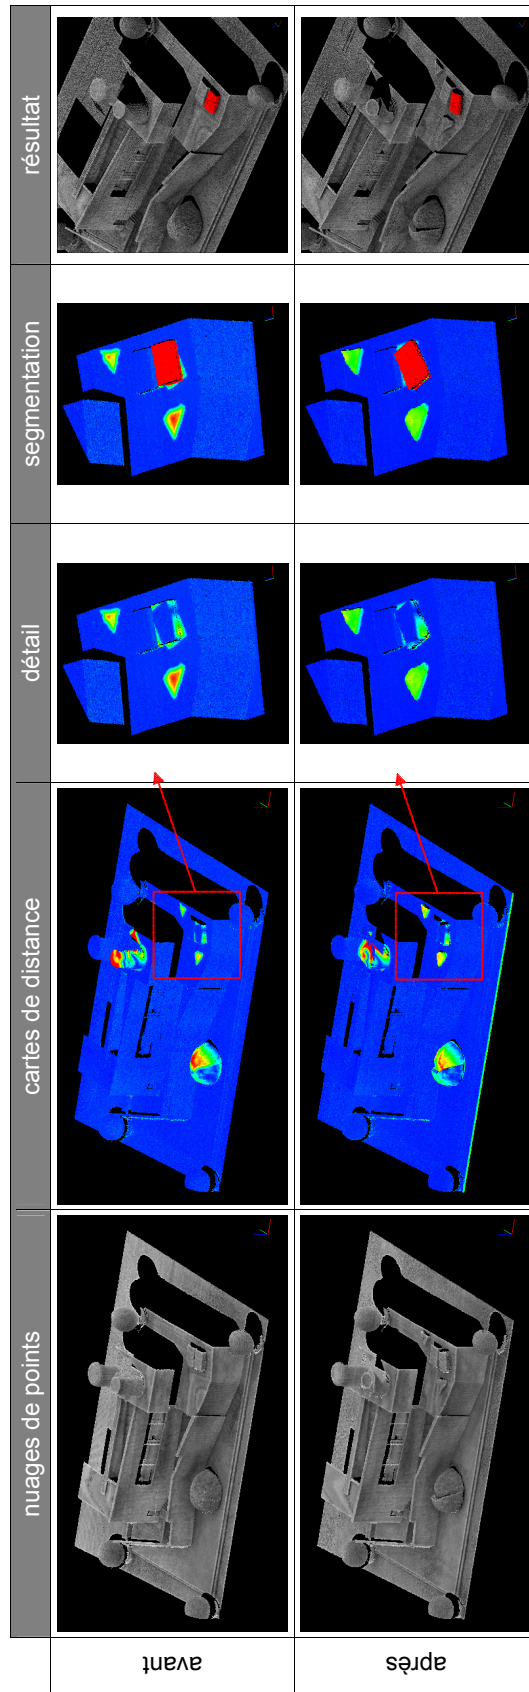 nuages de points
cartes de distance
détail
segmentation
résultat
avant
après